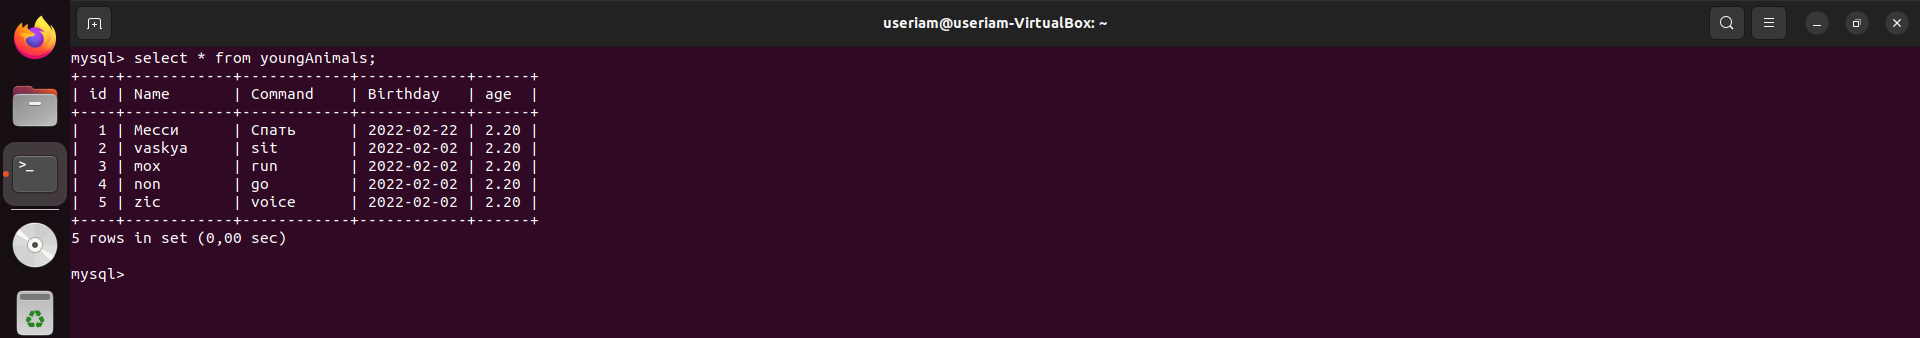 useriam@useriam-VirtualBox: ~
mysql> select * from youngAnimals;
+----+------------+------------+------------+------+
| id | Name       | Command    | Birthday   | age  |
+----+------------+------------+------------+------+
|  1 | Месси      | Спать      | 2022-02-22 | 2.20 |
|  2 | vaskya     | sit        | 2022-02-02 | 2.20 |
|  3 | mox        | run        | 2022-02-02 | 2.20 |
|  4 | non        | go         | 2022-02-02 | 2.20 |
|  5 | zic        | voice      | 2022-02-02 | 2.20 |
+----+------------+------------+------------+------+
5 rows in set (0,00 sec)
mysql>
>_